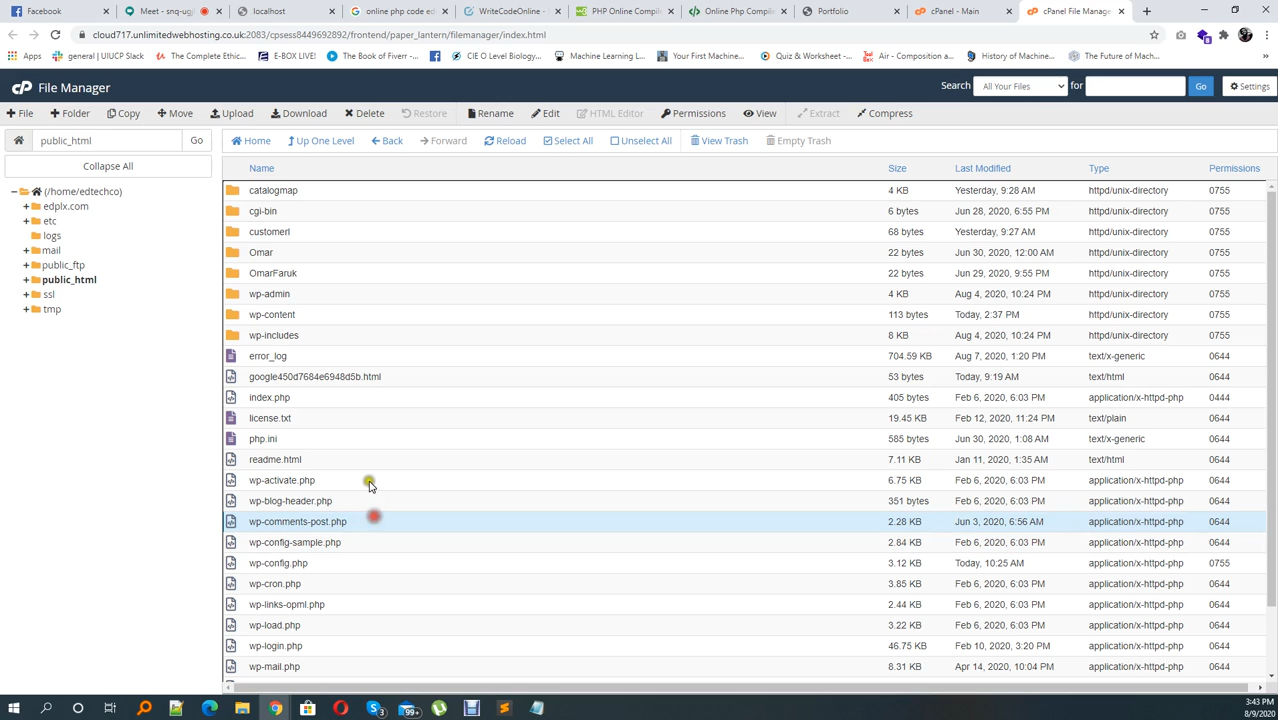 Facebook
Meet - snq-ugj
localhost
online php code edi
WriteCodeOnline -
PHP Online Compile
Online Php Compile
Portfolio
cPanel - Main
cPanel File Manage
cloud717.unlimitedwebhosting.co.uk:2083/cpsess8449692892/frontend/paper_lantern/filemanager/index.html
splash general | UIUCP Slack
The Complete Ethic...
E-BOX LIVE!
The Book of Fiverr -...
CIE O Level Biology...
Machine Learning I...
Your First Machine...
Quiz & Worksheet -...
Air - Composition a...
History of Machine...
The Future of Mach...
File Manager
Search
All Your Files
for
Go
Settings
File
Folder
Copy
Move
Upload
Download
Delete
Restore
Rename
Edit
HTML Editor
Permissions
View
Extract
Compress
public_html
Go
Home
Up One Level
Back
Forward
Reload
Select All
Unselect All
View Trash
Empty Trash
Collapse All
(/home/edtechco)
edplx.com
etc
logs
mail
public_ftp
public_html
ssl
tmp
Name Size Last Modified Type Permissions
catalogmap 4 KB Yesterday, 9:28 AM httpd/unix-directory 0755
cgi-bin 6 bytes Jun 28, 2020, 6:55 PM httpd/unix-directory 0755
customerl 68 bytes Yesterday, 9:27 AM httpd/unix-directory 0755
Omar 22 bytes Jun 30, 2020, 12:00 AM httpd/unix-directory 0755
OmarFaruk 22 bytes Jun 29, 2020, 9:55 PM httpd/unix-directory 0755
wp-admin 4 KB Aug 4, 2020, 10:24 PM httpd/unix-directory 0755
wp-content 113 bytes Today, 2:37 PM httpd/unix-directory 0755
wp-includes 8 KB Aug 4, 2020, 10:24 PM httpd/unix-directory 0755
error_log 704.59 KB Aug 7, 2020, 1:20 PM text/x-generic 0644
google450d7684e6948d5b.html 53 bytes Today, 9:19 AM text/html 0644
index.php 405 bytes Feb 6, 2020, 6:03 PM application/x-httpd-php 0444
license.txt 19.45 KB Feb 12, 2020, 11:24 PM text/plain 0644
php.ini 585 bytes Jun 30, 2020, 1:08 AM text/x-generic 0644
readme.html 7.11 KB Jan 11, 2020, 1:35 AM text/html 0644
wp-activate.php 6.75 KB Feb 6, 2020, 6:03 PM application/x-httpd-php 0644
wp-blog-header.php 351 bytes Feb 6, 2020, 6:03 PM application/x-httpd-php 0644
wp-comments-post.php 2.28 KB Jun 3, 2020, 6:56 AM application/x-httpd-php 0644
wp-config-sample.php 2.84 KB Feb 6, 2020, 6:03 PM application/x-httpd-php 0644
wp-config.php 3.12 KB Today, 10:25 AM application/x-httpd-php 0755
wp-cron.php 3.85 KB Feb 6, 2020, 6:03 PM application/x-httpd-php 0644
wp-links-opml.php 2.44 KB Feb 6, 2020, 6:03 PM application/x-httpd-php 0644
wp-load.php 3.22 KB Feb 6, 2020, 6:03 PM application/x-httpd-php 0644
wp-login.php 46.75 KB Feb 10, 2020, 3:20 PM application/x-httpd-php 0644
wp-mail.php 8.31 KB Apr 14, 2020, 10:04 PM application/x-httpd-php 0644
3:43 PM
8/9/2020
99+